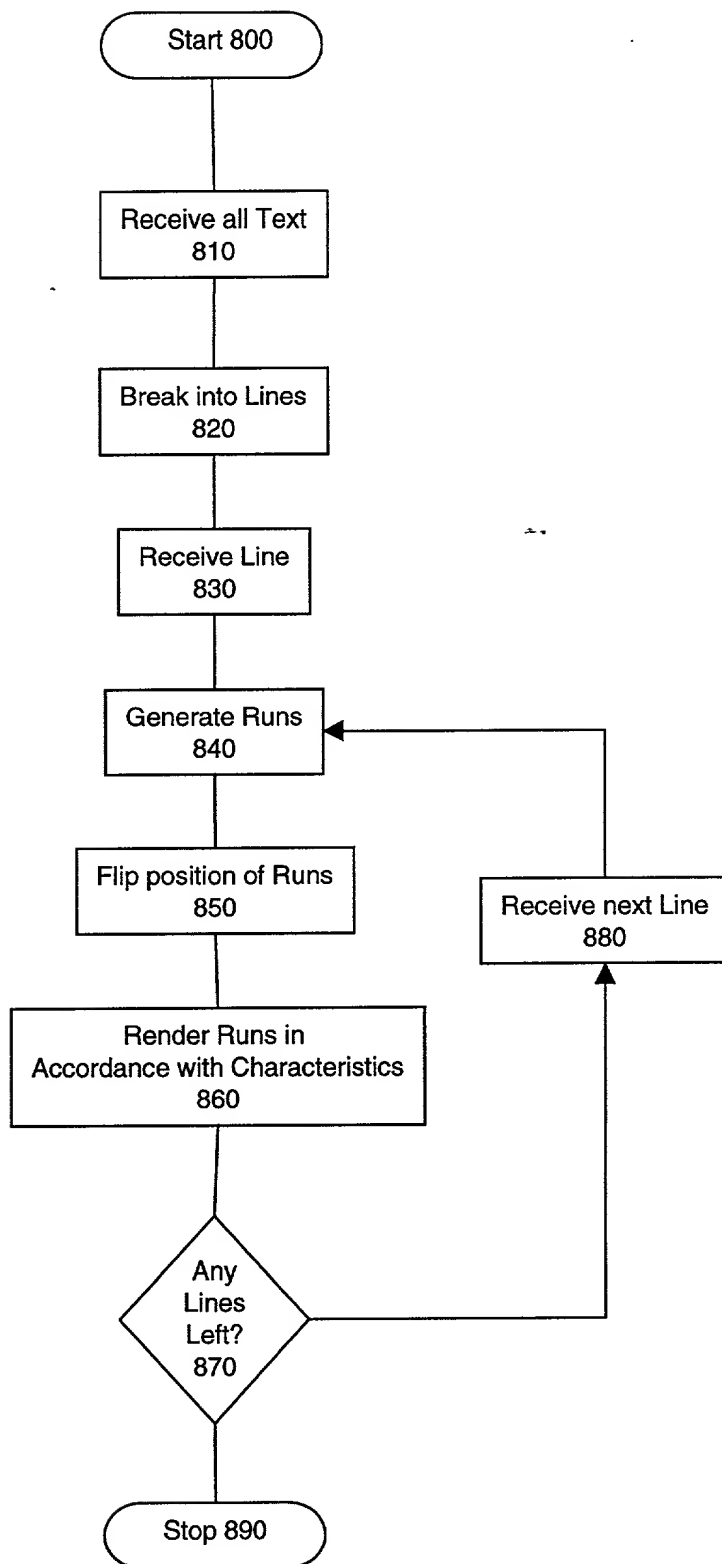 Start 800
Receive all Text
810
Break into Lines
820
Receive Line
830
Generate Runs
840
Flip position of Runs
850
Receive next Line
880
Render Runs in
Accordance with Characteristics
860
Any
Lines
Left?
870
Stop 890